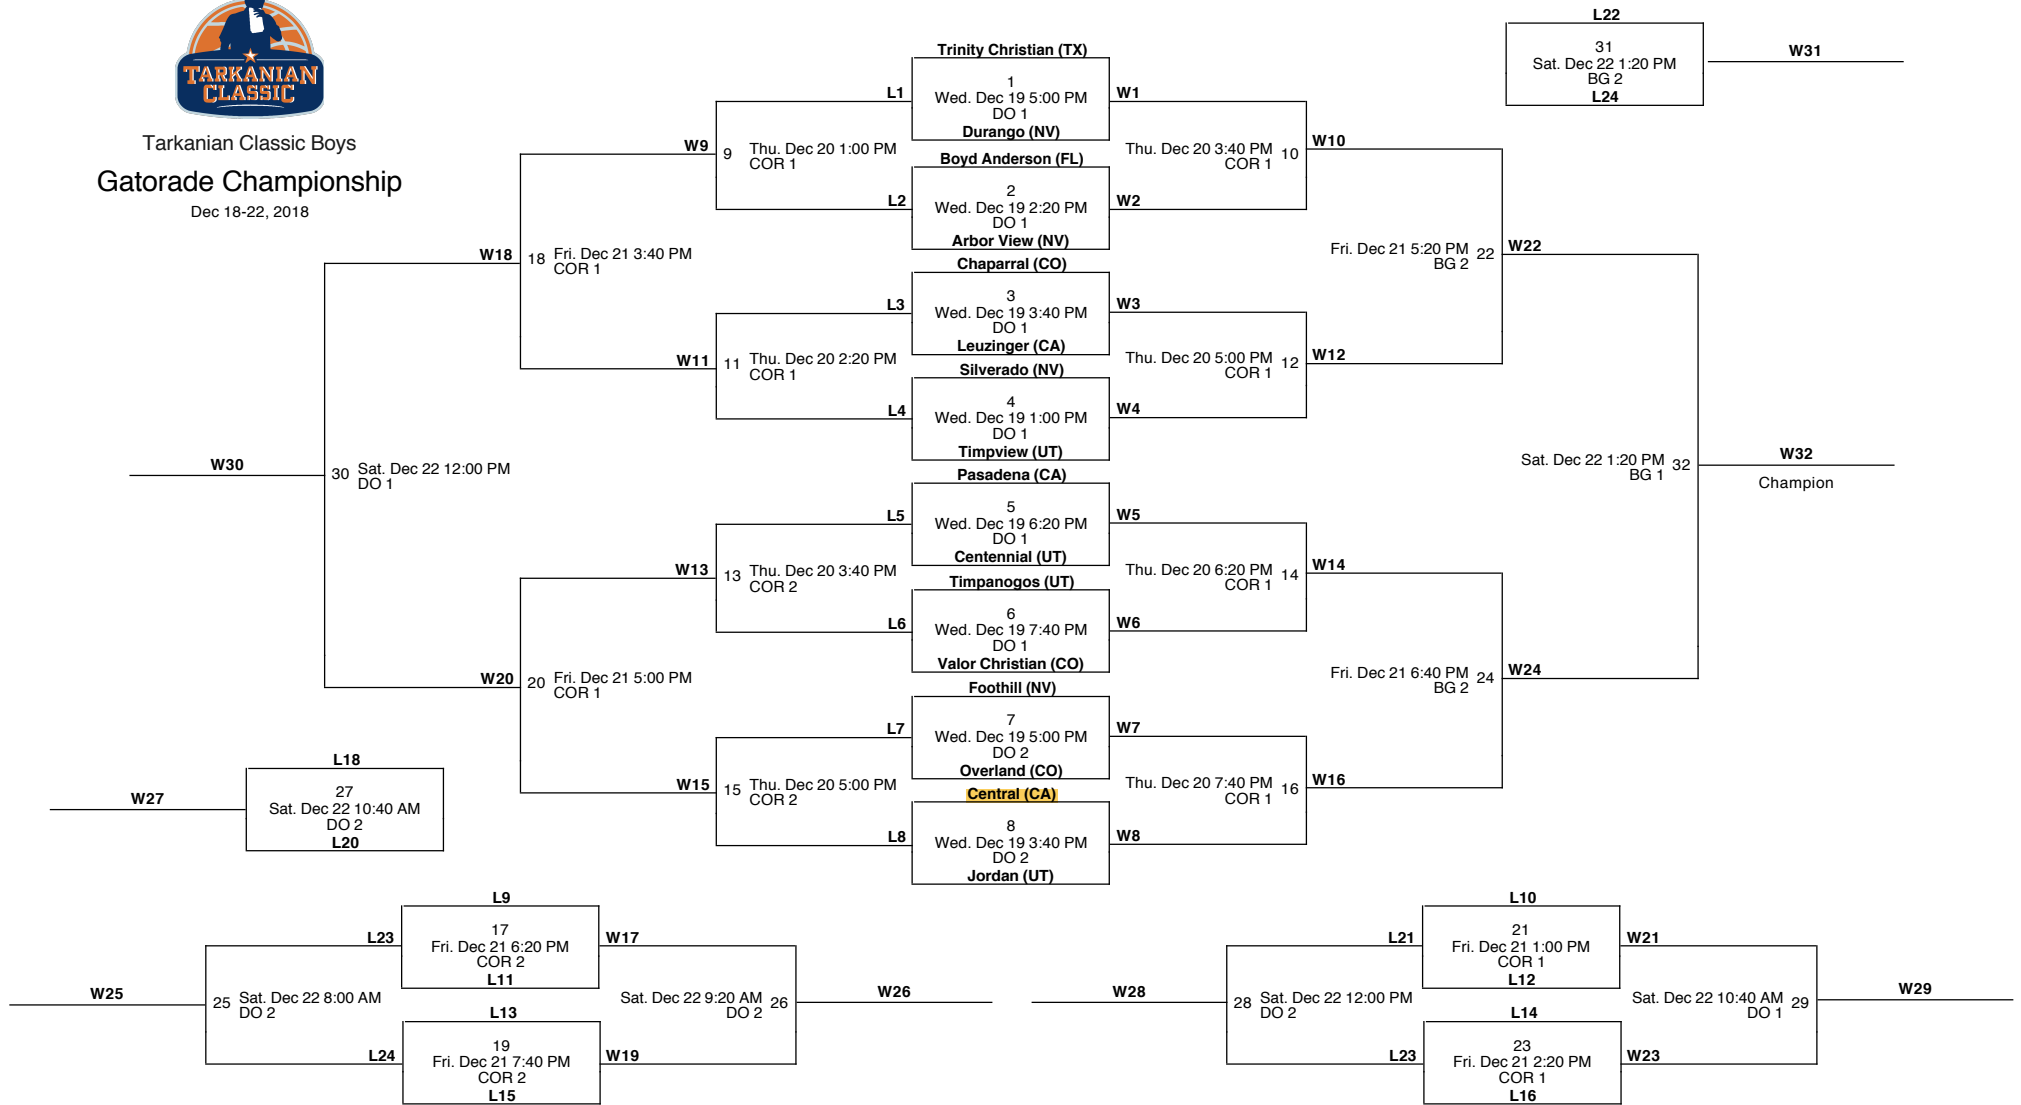 TARKANIAN
CLASSIC
Tarkanian Classic Boys
Gatorade Championship
Dec 18-22, 2018
Trinity Christian (TX)
1
Wed. Dec 19 5:00 PM
DO 1
Durango (NV)
Boyd Anderson (FL)
2
Wed. Dec 19 2:20 PM
DO 1
Arbor View (NV)
Chaparral (CO)
3
Wed. Dec 19 3:40 PM
DO 1
Leuzinger (CA)
Silverado (NV)
4
Wed. Dec 19 1:00 PM
DO 1
Timpview (UT)
Pasadena (CA)
5
Wed. Dec 19 6:20 PM
DO 1
Centennial (UT)
Timpanogos (UT)
6
Wed. Dec 19 7:40 PM
DO 1
Valor Christian (CO)
Foothill (NV)
7
Wed. Dec 19 5:00 PM
DO 2
Overland (CO)
Central (CA)
8
Wed. Dec 19 3:40 PM
DO 2
Jordan (UT)
L1
L2
L3
L4
L5
L6
L7
L8
W9
9 Thu. Dec 20 1:00 PM
COR 1
W11
11 Thu. Dec 20 2:20 PM
COR 1
W13
13 Thu. Dec 20 3:40 PM
COR 2
W15
15 Thu. Dec 20 5:00 PM
COR 2
W18
18 Fri. Dec 21 3:40 PM
COR 1
W20
20 Fri. Dec 21 5:00 PM
COR 1
W30
30 Sat. Dec 22 12:00 PM
DO 1
W1
W2
W3
W4
W5
W6
W7
W8
Thu. Dec 20 3:40 PM 10
COR 1
W10
Thu. Dec 20 5:00 PM 12
COR 1
W12
Thu. Dec 20 6:20 PM 14
COR 1
W14
Thu. Dec 20 7:40 PM 16
COR 1
W16
Fri. Dec 21 5:20 PM 22
BG 2
W22
Fri. Dec 21 6:40 PM 24
BG 2
W24
Sat. Dec 22 1:20 PM 32
BG 1
W32
Champion
L22
31
Sat. Dec 22 1:20 PM
BG 2
L24
W31
L18
27
Sat. Dec 22 10:40 AM
DO 2
L20
W27
L9
17
Fri. Dec 21 6:20 PM
COR 2
L11
L23
W17
L13
19
Fri. Dec 21 7:40 PM
COR 2
L15
L24
W19
W25
25 Sat. Dec 22 8:00 AM
DO 2
Sat. Dec 22 9:20 AM 26
DO 2
W26
L10
21
Fri. Dec 21 1:00 PM
COR 1
L12
L21
W21
L14
23
Fri. Dec 21 2:20 PM
COR 1
L16
L23
W23
W28
28 Sat. Dec 22 12:00 PM
DO 2
Sat. Dec 22 10:40 AM 29
DO 1
W29